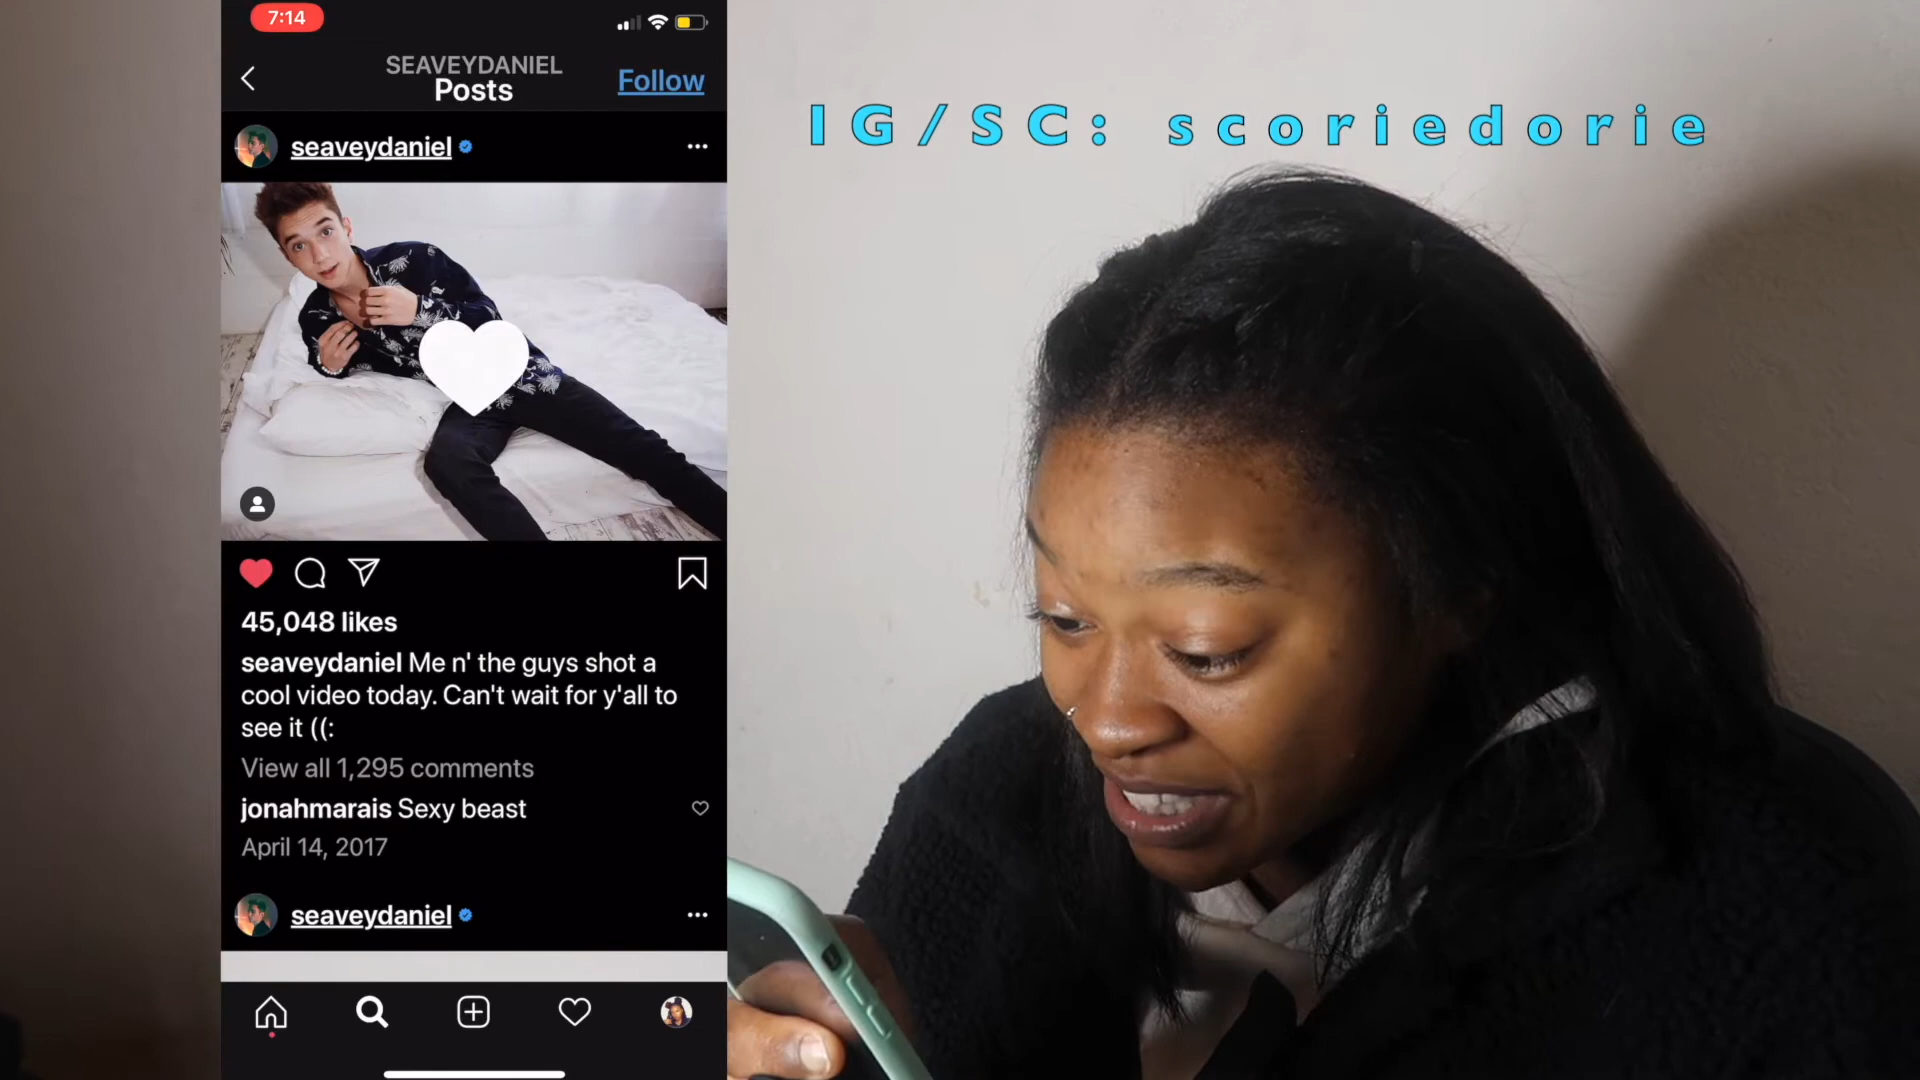 7:14
SEAVEYDANIEL
Posts
Follow
seaveydaniel
IG/SC: scoriedorie
45,048 likes
seaveydaniel Me n' the guys shot a
cool video today. Can't wait for y'all to
see it ((:
View all 1,295 comments
jonahmarais Sexy beast
April 14, 2017
seaveydaniel